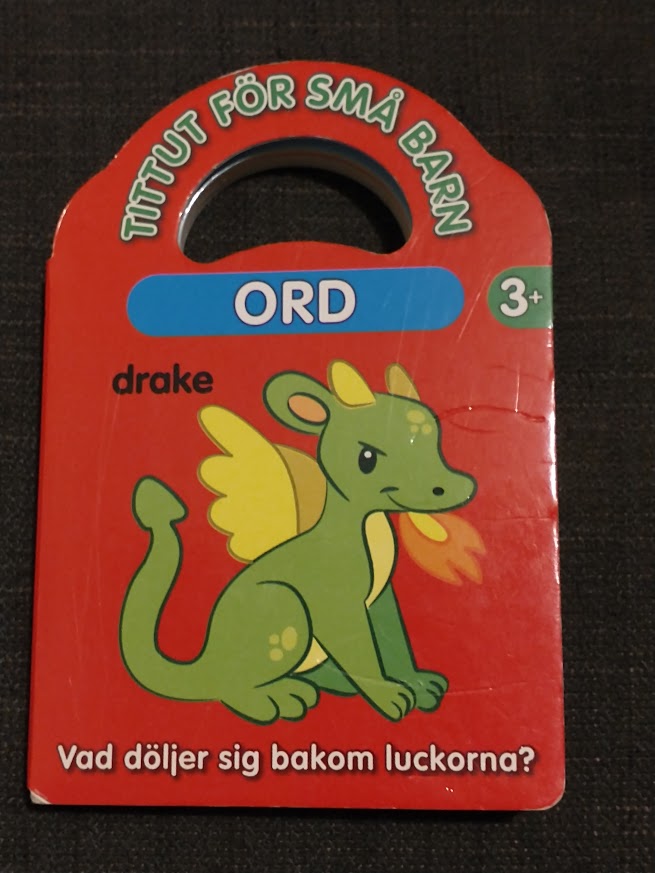 TITTUT FÖR SMÅ BARN
ORD
3+
drake
Vad döljer sig bakom luckorna?